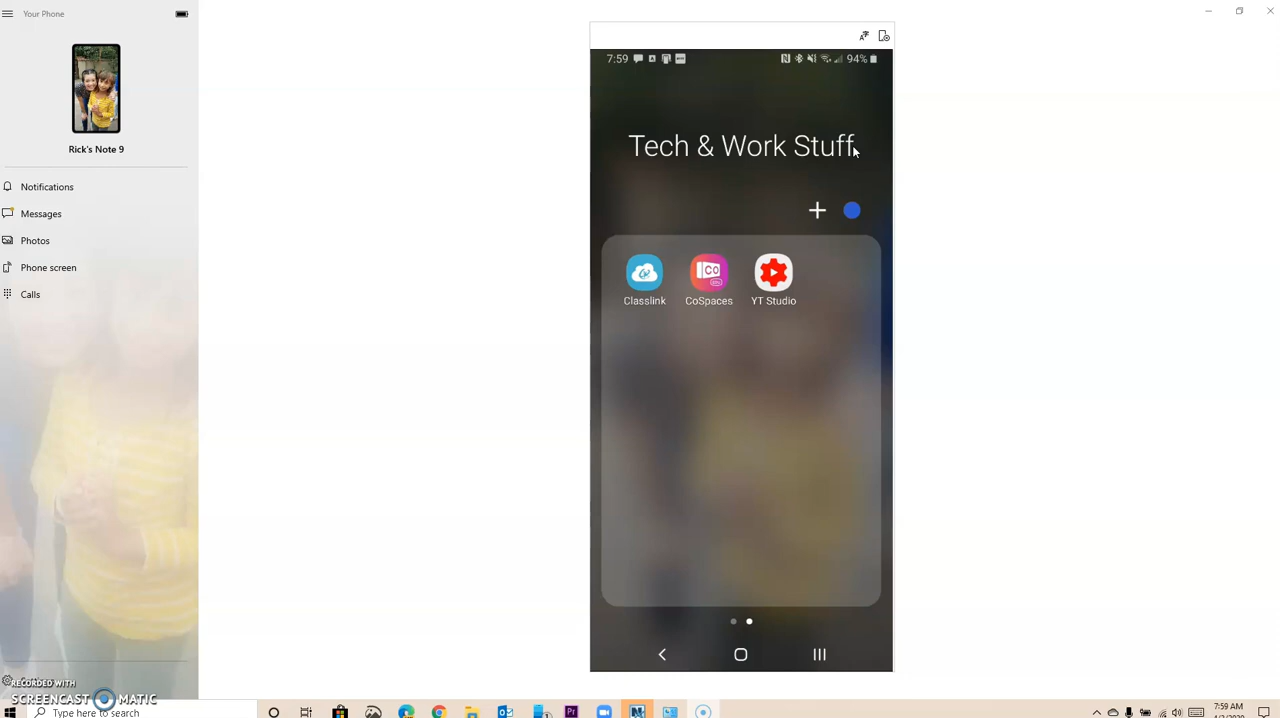 Your Phone
Rick's Note 9
Notifications
Messages
Photos
Phone screen
Calls
RECORDED WITH
SCREENCAST MATIC
7:59
94%
Tech & Work Stuff
Classlink
CoSpaces
YT Studio
Type here to search
7:59 AM